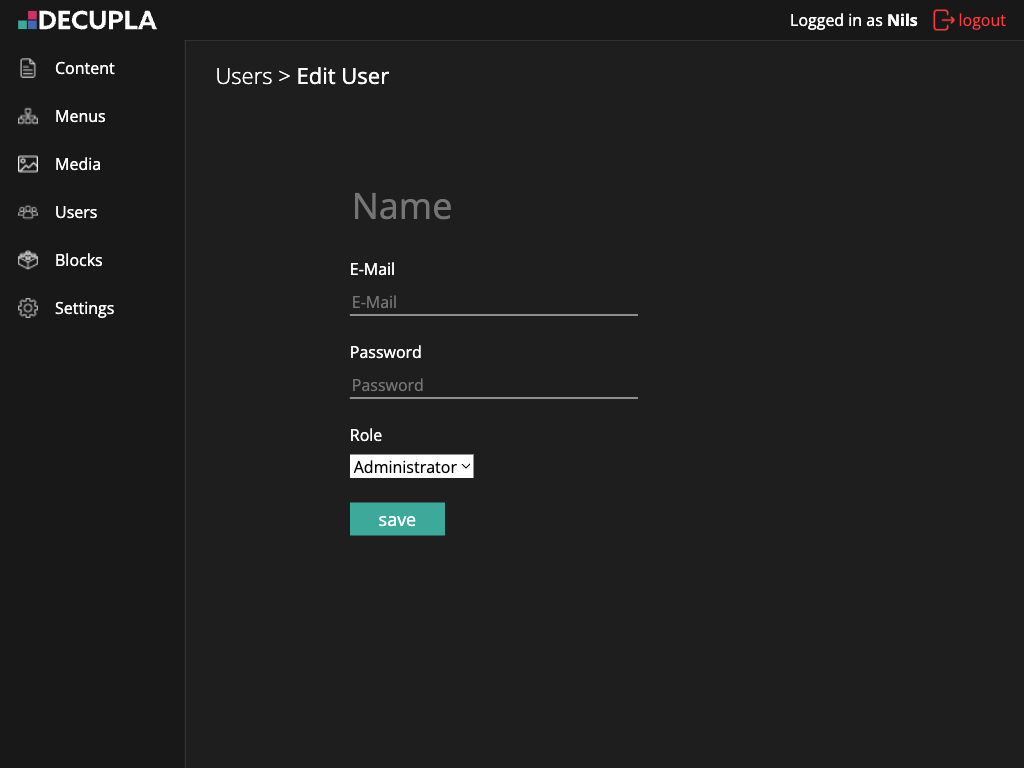 DECUPLA
Logged in as Nils
logout
Content
Menus
Media
Users
Blocks
Settings
Users > Edit User
Name
E-Mail
E-Mail
Password
Password
Role
Administrator
save